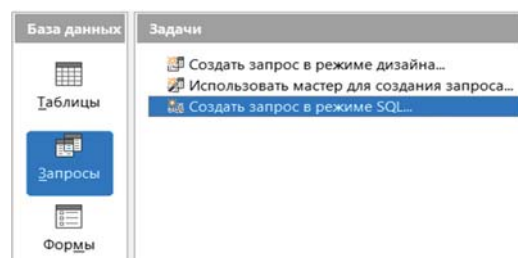 База данных
Задачи
Таблицы
Запросы
Формы
Создать запрос в режиме дизайна...
Использовать мастер для создания запроса...
Создать запрос в режиме SQL...